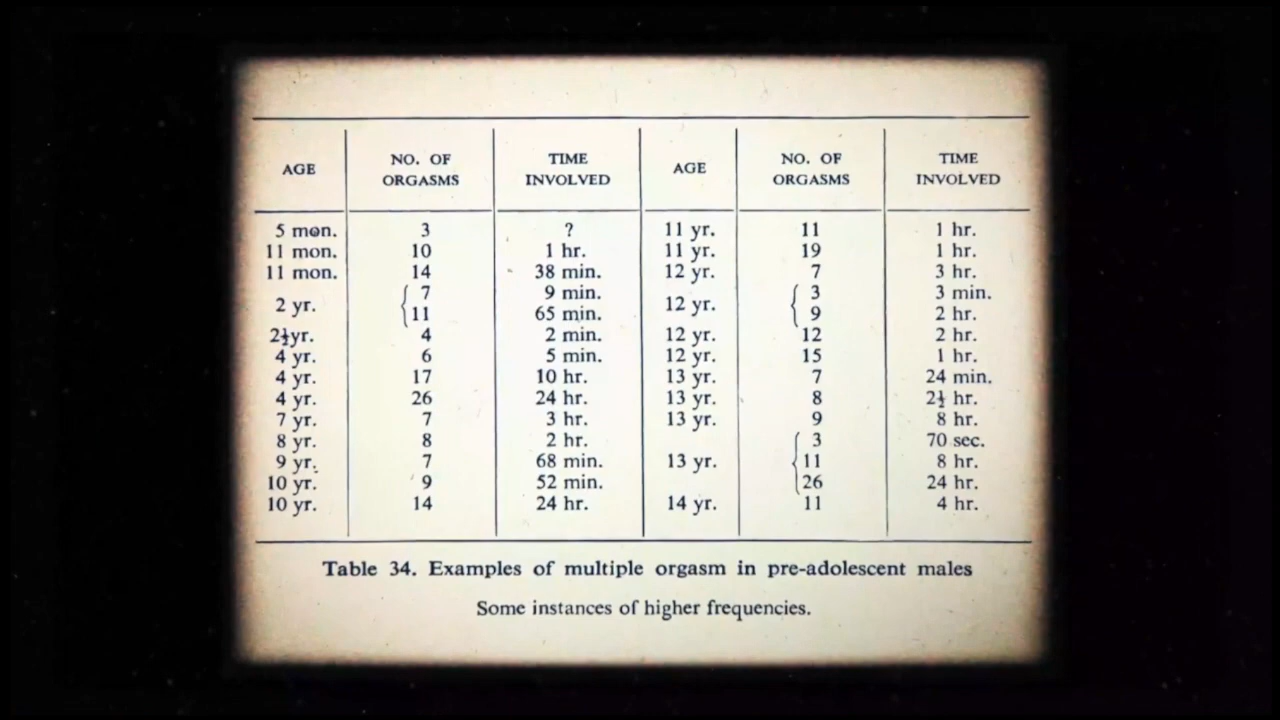 AGE NO. OF ORGASMS TIME INVOLVED AGE NO. OF ORGASMS TIME INVOLVED
5 mon. 3 ? 11 yr. 11 1 hr.
11 mon. 10 1 hr. 11 yr. 19 1 hr.
11 mon. 14 38 min. 12 yr. 7 3 hr.
2 yr. { 7 9 min. 12 yr. { 3 3 min.
11 65 min. 9 2 hr.
2½yr. 4 2 min. 12 yr. 12 2 hr.
4 yr. 6 5 min. 12 yr. 15 1 hr.
4 yr. 17 10 hr. 13 yr. 7 24 min.
4 yr. 26 24 hr. 13 yr. 8 2½ hr.
7 yr. 7 3 hr. 13 yr. 9 8 hr.
8 yr. 8 2 hr. { 3 70 sec.
9 yr. 7 68 min. 13 yr. 11 8 hr.
10 yr. 9 52 min. 26 24 hr.
10 yr. 14 24 hr. 14 yr. 11 4 hr.
Table 34. Examples of multiple orgasm in pre-adolescent males
Some instances of higher frequencies.